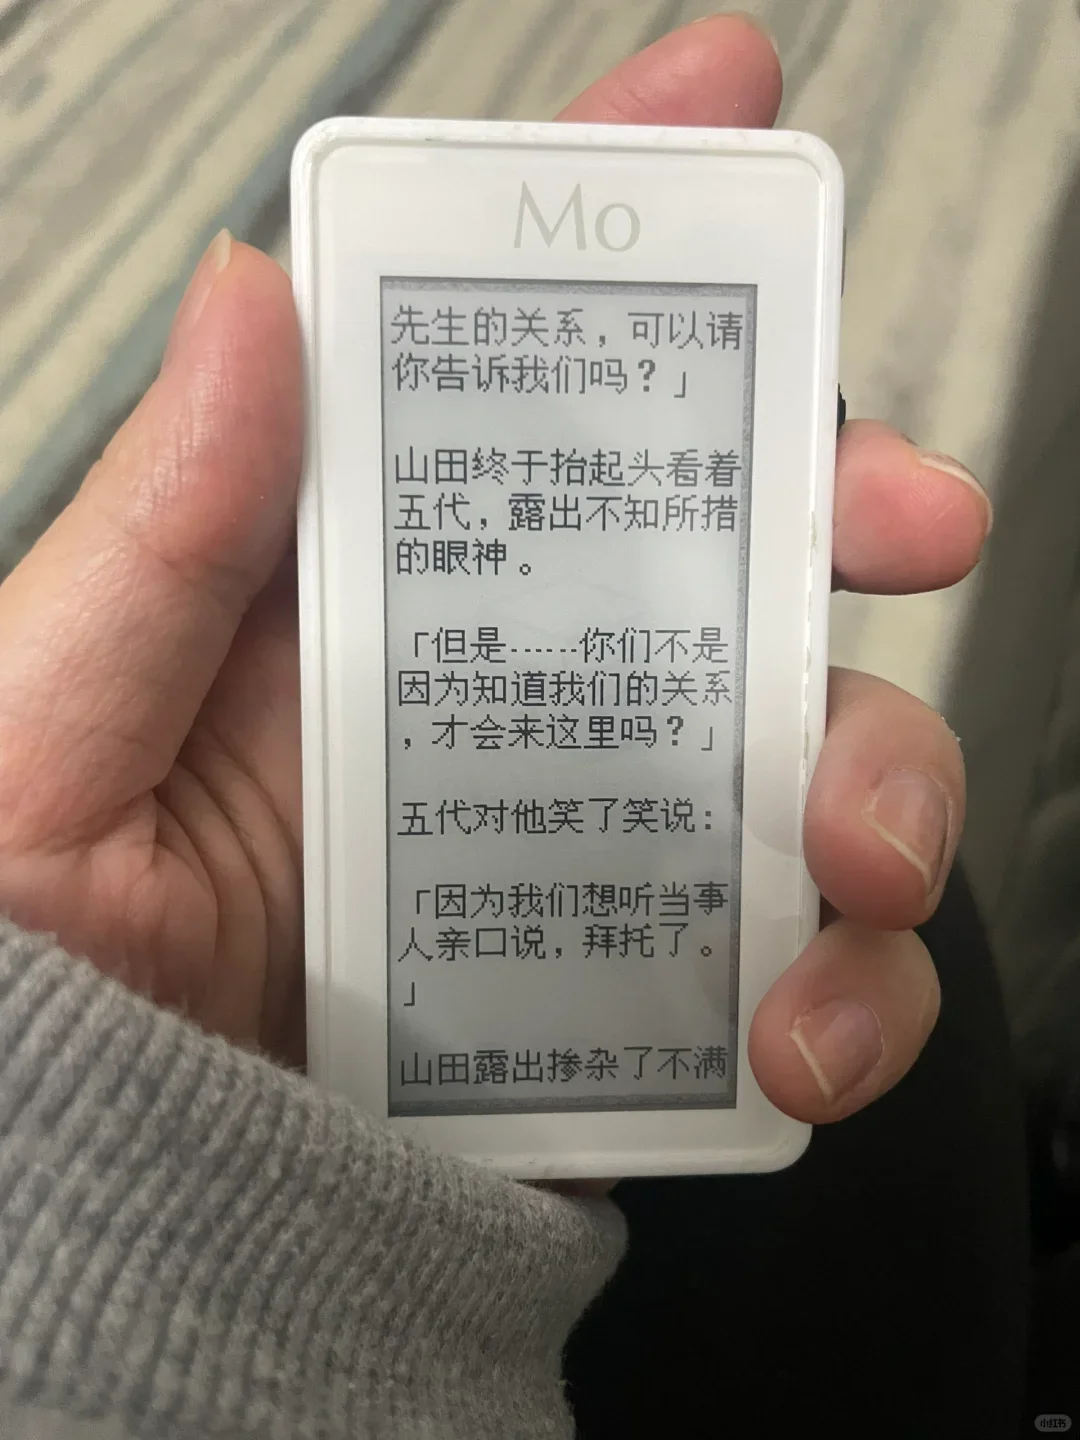 Mo
先生的关系，可以请
你告诉我们吗？」
山田终于抬起头看着
五代，露出不知所措
的眼神。
「但是……你们不是
因为知道我们的关系
，才会来这里吗？」
五代对他笑了笑说：
「因为我们想听当事
人亲口说，拜托了。
」
山田露出掺杂了不满
小红书